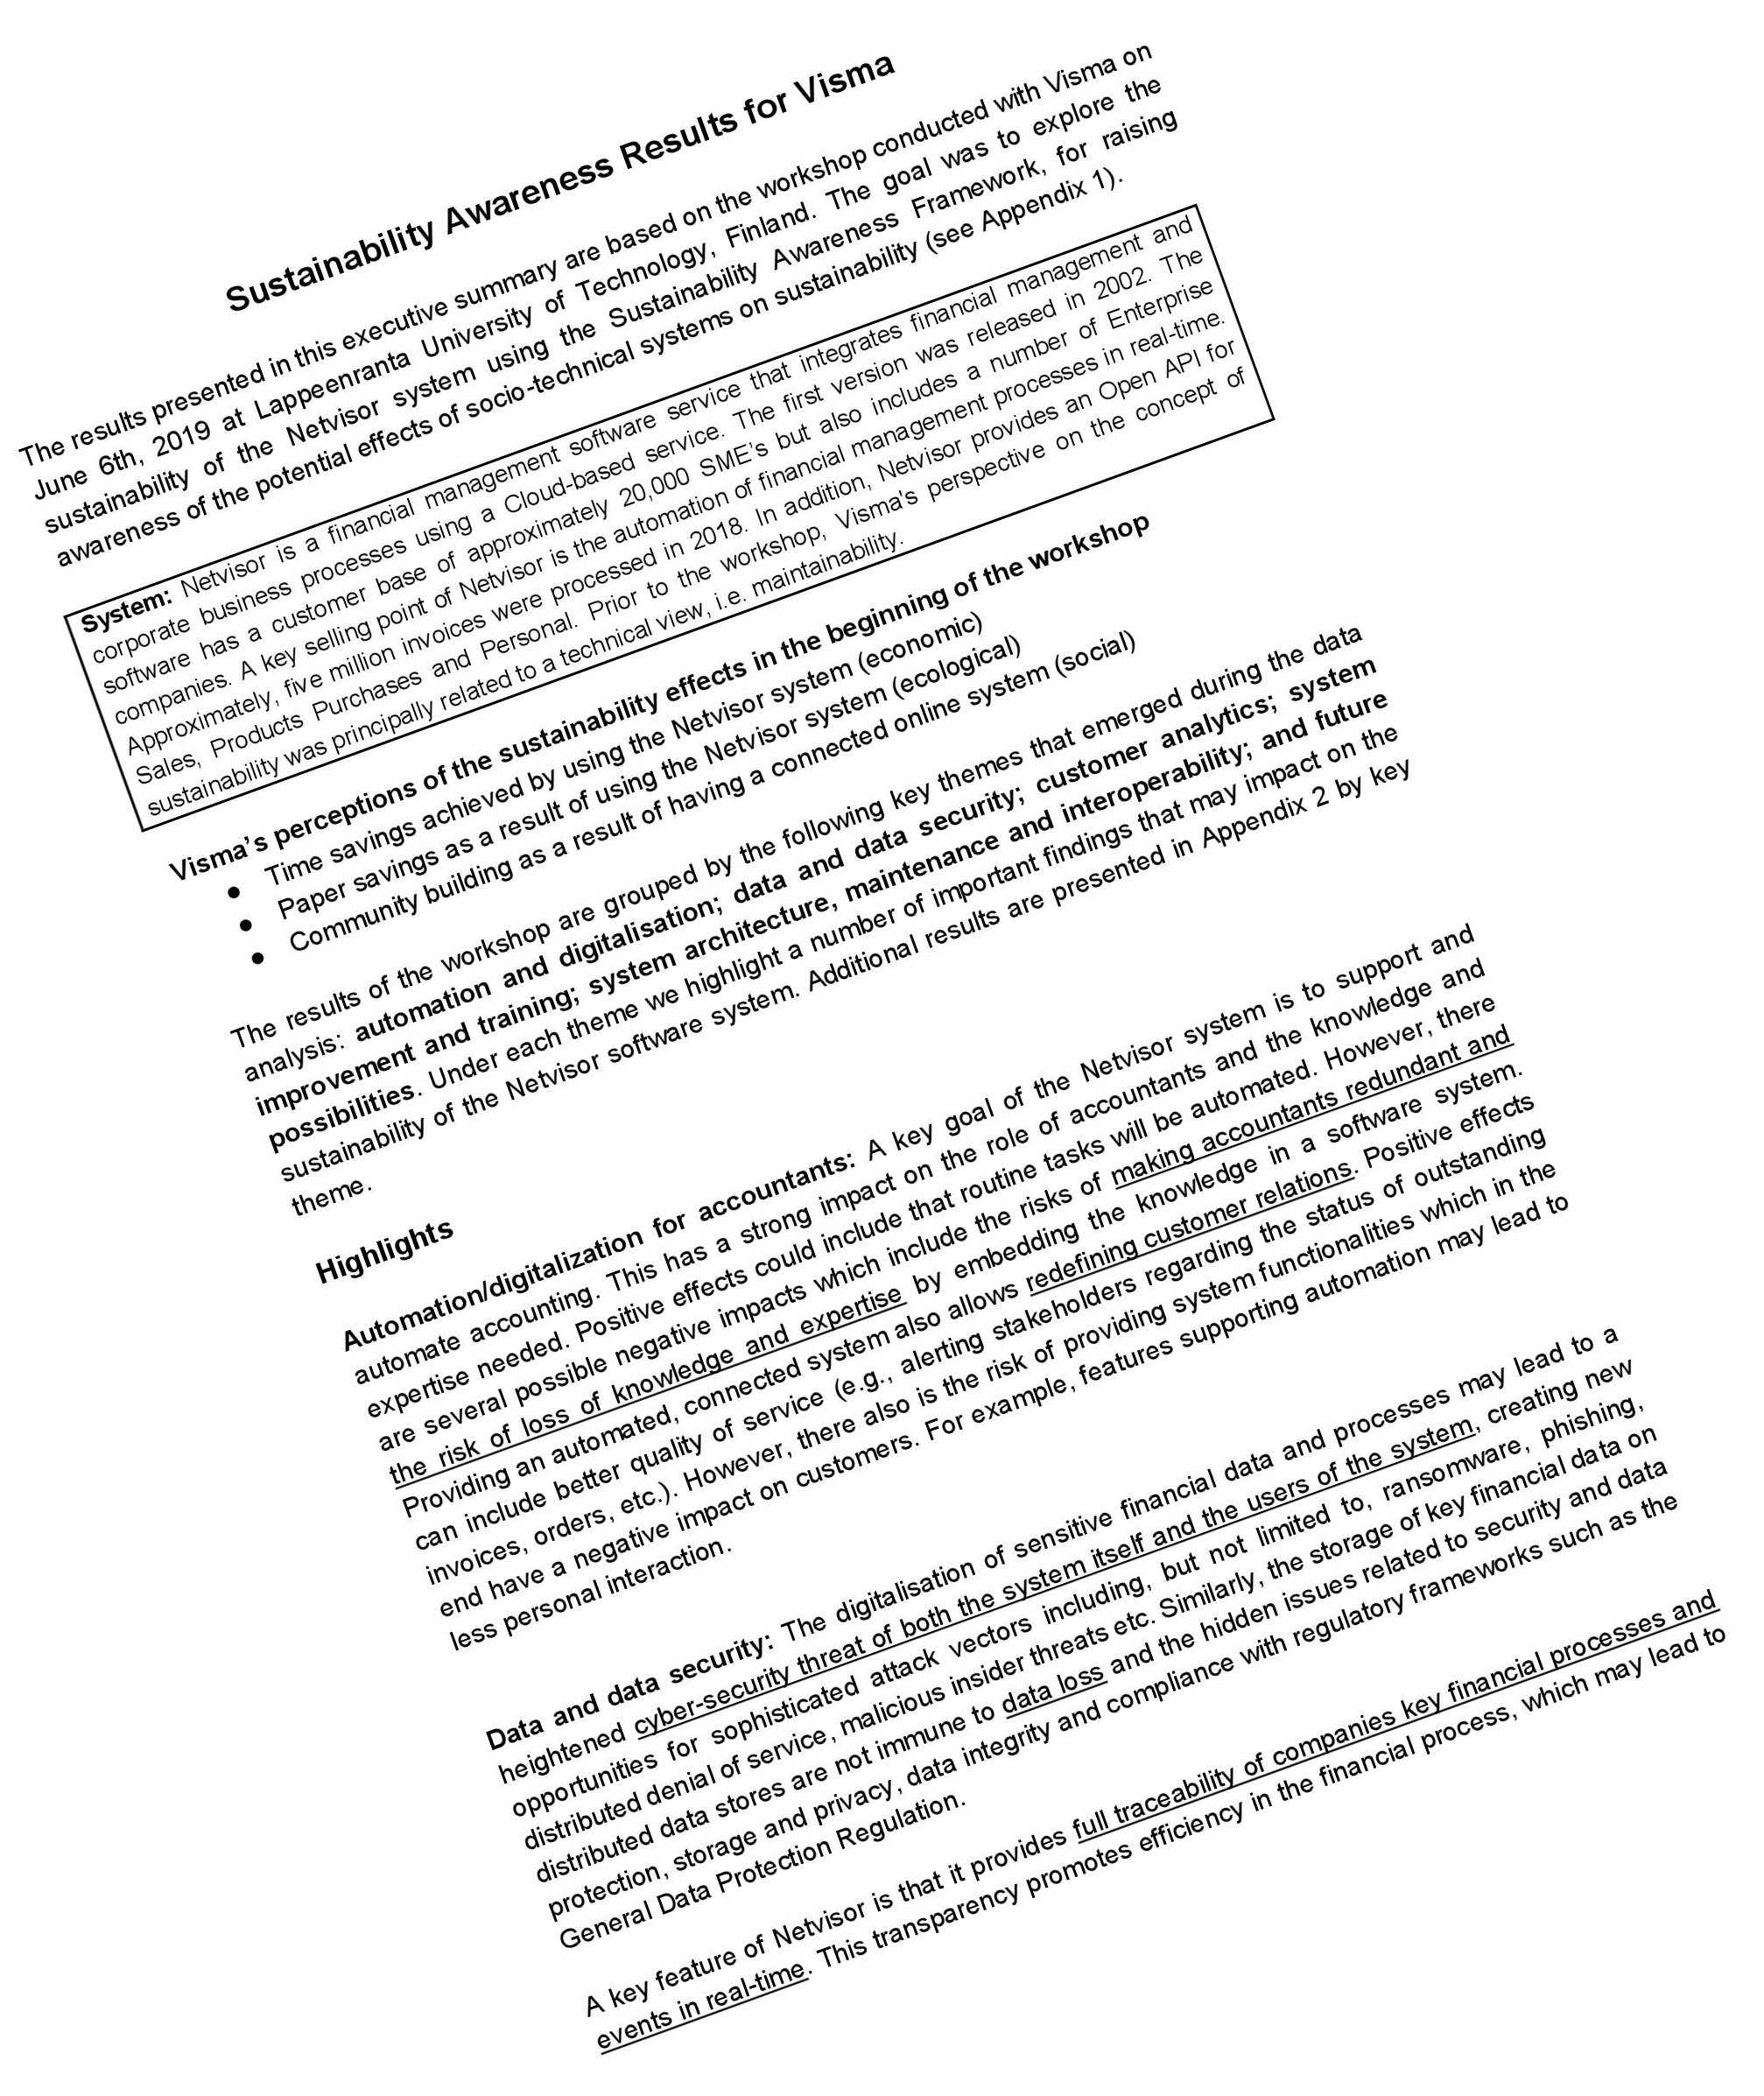 Sustainability Awareness Results for Visma
The results presented in this executive summary are based on the workshop conducted with Visma on
June 6th, 2019 at Lappeenranta University of Technology, Finland. The goal was to explore the
sustainability of the Netvisor system using the Sustainability Awareness Framework, for raising
awareness of the potential effects of socio-technical systems on sustainability (see Appendix 1).
System: Netvisor is a financial management software service that integrates financial management and
corporate business processes using a Cloud-based service. The first version was released in 2002. The
software has a customer base of approximately 20,000 SME's but also includes a number of Enterprise
companies. A key selling point of Netvisor is the automation of financial management processes in real-time.
Approximately, five million invoices were processed in 2018. In addition, Netvisor provides an Open API for
Sales, Products Purchases and Personal. Prior to the workshop, Visma's perspective on the concept of
sustainability was principally related to a technical view, i.e. maintainability.
Visma's perceptions of the sustainability effects in the beginning of the workshop
● Time savings achieved by using the Netvisor system (economic)
● Paper savings as a result of using the Netvisor system (ecological)
● Community building as a result of having a connected online system (social)
The results of the workshop are grouped by the following key themes that emerged during the data
analysis: automation and digitalisation; data and data security; customer analytics; system
improvement and training; system architecture, maintenance and interoperability; and future
possibilities. Under each theme we highlight a number of important findings that may impact on the
sustainability of the Netvisor software system. Additional results are presented in Appendix 2 by key
theme.
Highlights
Automation/digitalization for accountants: A key goal of the Netvisor system is to support and
automate accounting. This has a strong impact on the role of accountants and the knowledge and
expertise needed. Positive effects could include that routine tasks will be automated. However, there
are several possible negative impacts which include the risks of making accountants redundant and
the risk of loss of knowledge and expertise by embedding the knowledge in a software system.
Providing an automated, connected system also allows redefining customer relations. Positive effects
can include better quality of service (e.g., alerting stakeholders regarding the status of outstanding
invoices, orders, etc.). However, there also is the risk of providing system functionalities which in the
end have a negative impact on customers. For example, features supporting automation may lead to
less personal interaction.
Data and data security: The digitalisation of sensitive financial data and processes may lead to a
heightened cyber-security threat of both the system itself and the users of the system, creating new
opportunities for sophisticated attack vectors including, but not limited to, ransomware, phishing,
distributed denial of service, malicious insider threats etc. Similarly, the storage of key financial data on
distributed data stores are not immune to data loss and the hidden issues related to security and data
protection, storage and privacy, data integrity and compliance with regulatory frameworks such as the
General Data Protection Regulation.
A key feature of Netvisor is that it provides full traceability of companies key financial processes and
events in real-time. This transparency promotes efficiency in the financial process, which may lead to